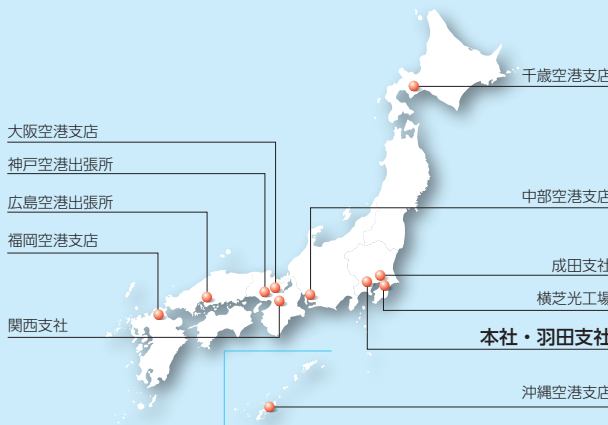 千歳空港支店
大阪空港支店
神戸空港出張所
広島空港出張所
中部空港支店
福岡空港支店
成田支社
横芝光工場
関西支社
本社・羽田支社
沖縄空港支店